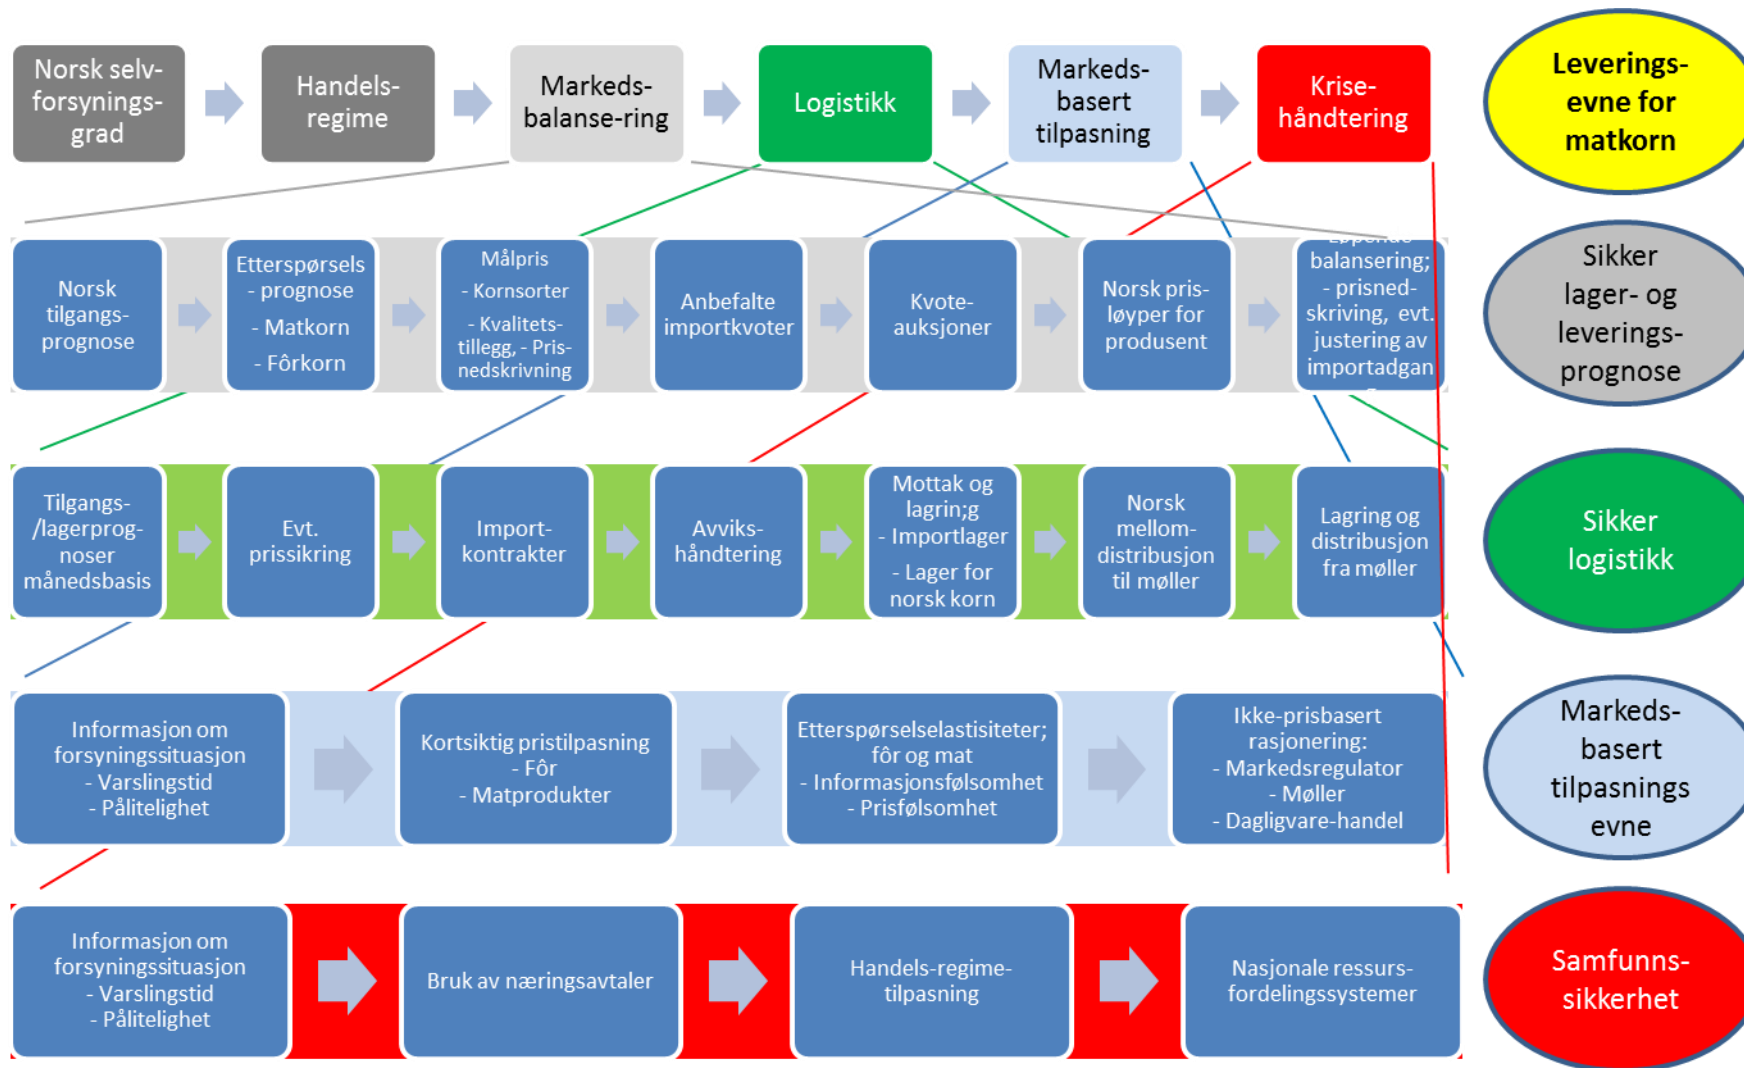 Norsk selv-
forsynings-
grad
Handels-
regime
Markeds-
balanse-ring
Logistikk
Markeds-
basert
tilpasning
Krise-
håndtering
Leverings-
evne for
matkorn
Norsk
tilgangs-
prognose
Etterspørsels
- prognose
- Matkorn
- Fôrkorn
Målpris
- Kornsorter
- Kvalitets-
tillegg, - Pris-
nedskrivning
Anbefalte
importkvoter
Kvote-
auksjoner
Norsk pris-
løyper for
produsent
Løpende
balansering;
- prisned-
skriving, evt.
justering av
importadgan
Sikker
lager- og
leverings-
prognose
Tilgangs-
/lagerprog-
noser
månedsbasis
Evt.
prissikring
Import-
kontrakter
Avviks-
håndtering
Mottak og
lagrin;g
- Importlager
- Lager for
norsk korn
Norsk
mellom-
distribusjon
til møller
Lagring og
distribusjon
fra møller
Sikker
logistikk
Informasjon om
forsyningssituasjon
- Varslingstid
- Pålitelighet
Kortsiktig pristilpasning
- Fôr
- Matprodukter
Etterspørselselastisiteter;
fôr og mat
- Informasjonsfølsomhet
- Prisfølsomhet
Ikke-prisbasert
rasjonering:
- Markedsregulator
- Møller
- Dagligvare-handel
Markeds-
basert
tilpasnings
evne
Informasjon om
forsyningssituasjon
- Varslingstid
- Pålitelighet
Bruk av næringsavtaler
Handels-regime-
tilpasning
Nasjonale ressurs-
fordelingssystemer
Samfunns-
sikkerhet